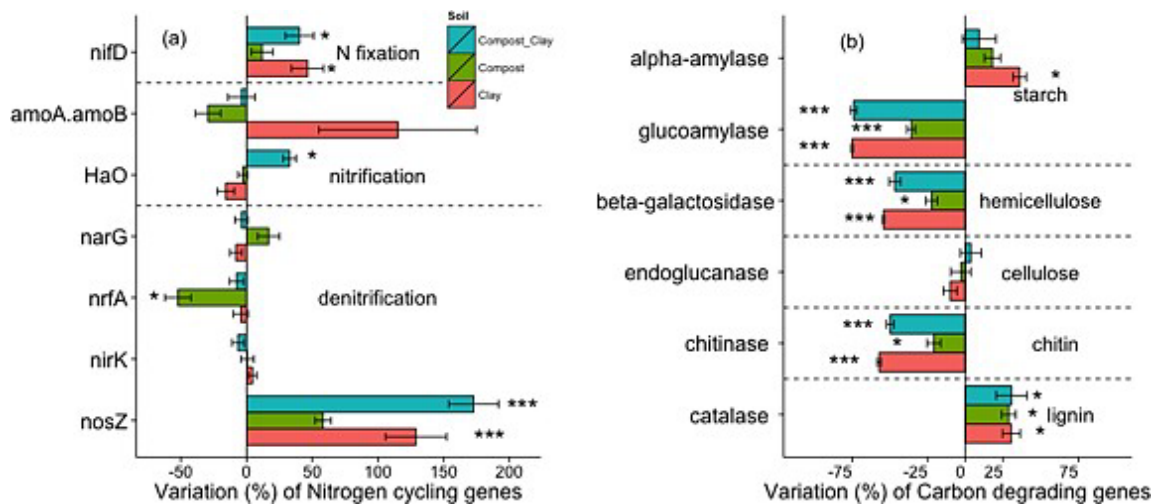 (a)
Soil
Compost_Clay
Compost
Clay
nifD
*
N fixation
*
amoA.amoB
HaO
*
nitrification
narG
nrfA
*
denitrification
nirK
nosZ
***
***
-50 0 50 100 150 200
Variation (%) of Nitrogen cycling genes
(b)
alpha-amylase
*
starch
***
glucoamylase
***
***
***
beta-galactosidase
*
hemicellulose
***
endoglucanase
cellulose
***
chitinase
*
chitin
***
*
catalase
*
lignin
*
-75 -25 0 25 75
Variation (%) of Carbon degrading genes